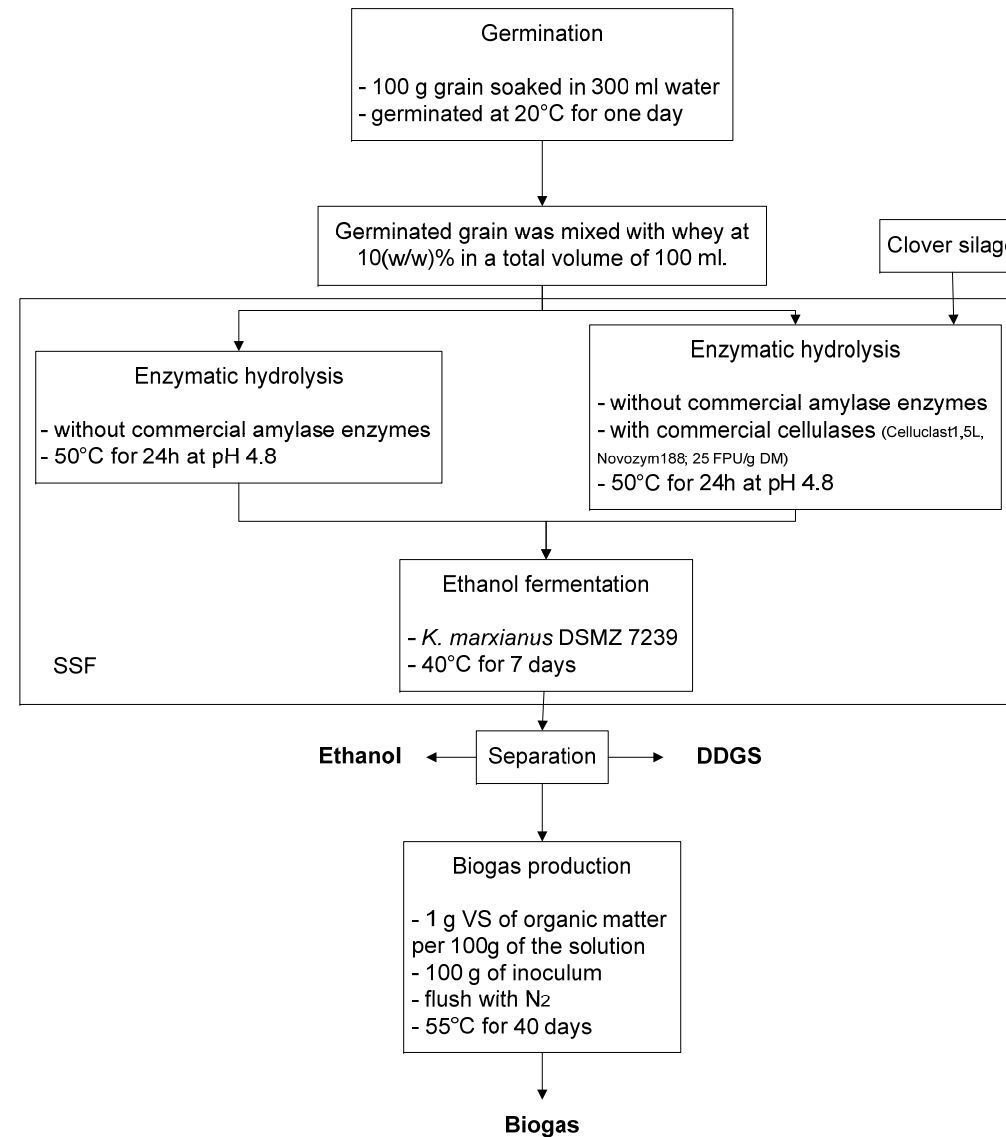 Germination
- 100 g grain soaked in 300 ml water
- germinated at 20°C for one day
Germinated grain was mixed with whey at
10(w/w)% in a total volume of 100 ml.
Clover silage
Enzymatic hydrolysis
- without commercial amylase enzymes
- 50°C for 24h at pH 4.8
Enzymatic hydrolysis
- without commercial amylase enzymes
- with commercial cellulases (Celluclast1,5L,
Novozym188; 25 FPU/g DM)
- 50°C for 24h at pH 4.8
Ethanol fermentation
- K. marxianus DSMZ 7239
- 40°C for 7 days
SSF
Ethanol
Separation
DDGS
Biogas production
- 1 g VS of organic matter
per 100g of the solution
- 100 g of inoculum
- flush with N2
- 55°C for 40 days
Biogas